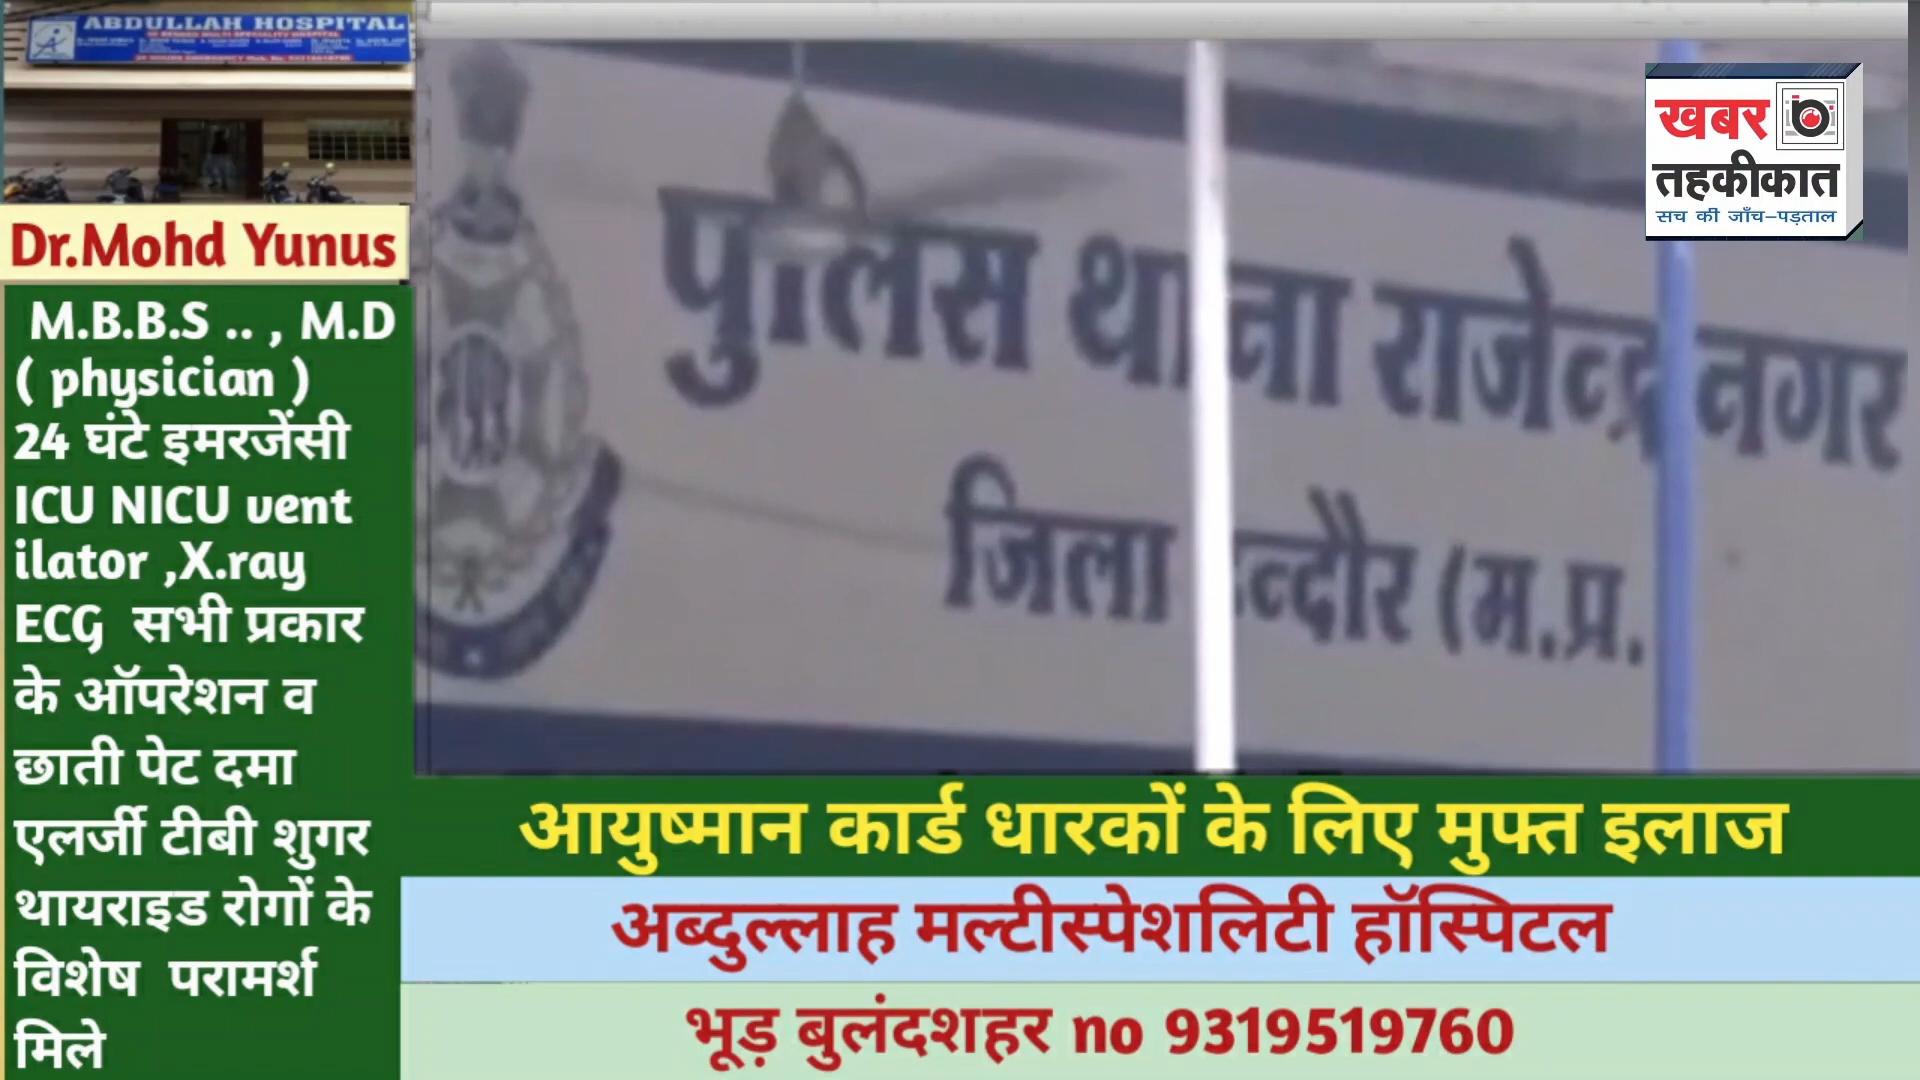 ABDULLAH HOSPITAL
Dr.Mohd Yunus
M.B.B.S .. , M.D
( physician )
24 घंटे इमरजेंसी
ICU NICU vent
ilator ,X.ray
ECG सभी प्रकार
के ऑपरेशन व
छाती पेट दमा
एलर्जी टीबी शुगर
थायराइड रोगों के
विशेष परामर्श
मिले
पुलिस थाना राजेन्द्र नगर
जिला इन्दौर (म.प्र.
खबर
तहकीकात
सच की जाँच–पड़ताल
आयुष्मान कार्ड धारकों के लिए मुफ्त इलाज
अब्दुल्लाह मल्टीस्पेशलिटी हॉस्पिटल
भूड़ बुलंदशहर no 9319519760